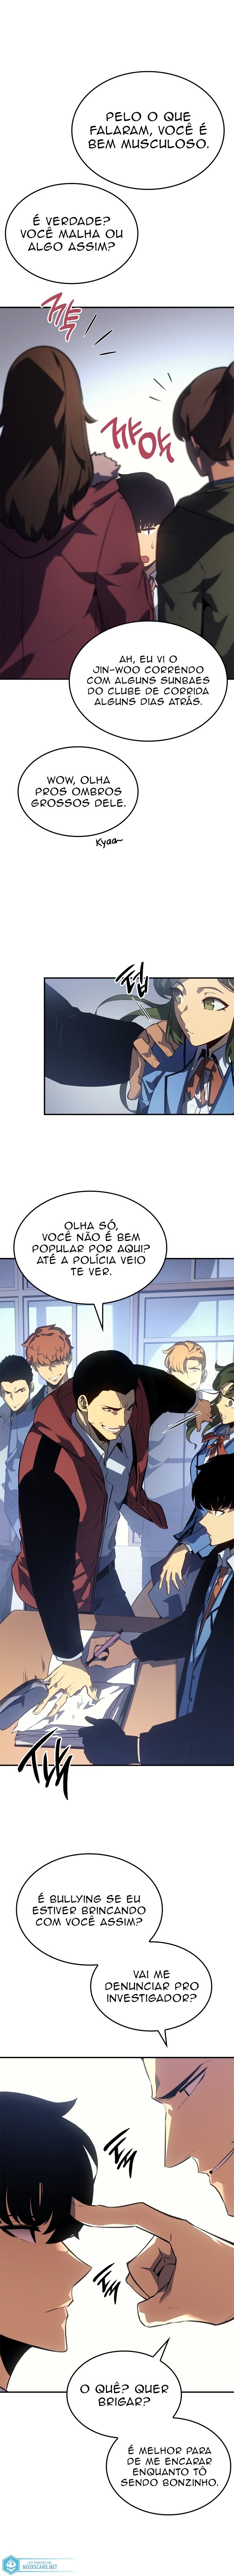 PELO O QUE
FALARAM, VOCÊ É
BEM MUSCULOSO.
É VERDADE?
VOCÊ MALHA OU
ALGO ASSIM?
AH, EU VI O
JIN-WOO CORRENDO
COM ALGUNS SUNBAES
DO CLUBE DE CORRIDA
ALGUNS DIAS ATRÁS.
WOW, OLHA
PROS OMBROS
GROSSOS DELE.
Kyaa~
OLHA SÓ,
VOCÊ NÃO É BEM
POPULAR POR AQUI?
ATÉ A POLÍCIA VEIO
TE VER.
É BULLYING SE EU
ESTIVER BRINCANDO
COM VOCÊ ASSIM?
VAI ME
DENUNCIAR PRO
INVESTIGADOR?
O QUÊ? QUER
BRIGAR?
É MELHOR PARA
DE ME ENCARAR
ENQUANTO TÔ
SENDO BONZINHO.
NEOXSCANS.NET